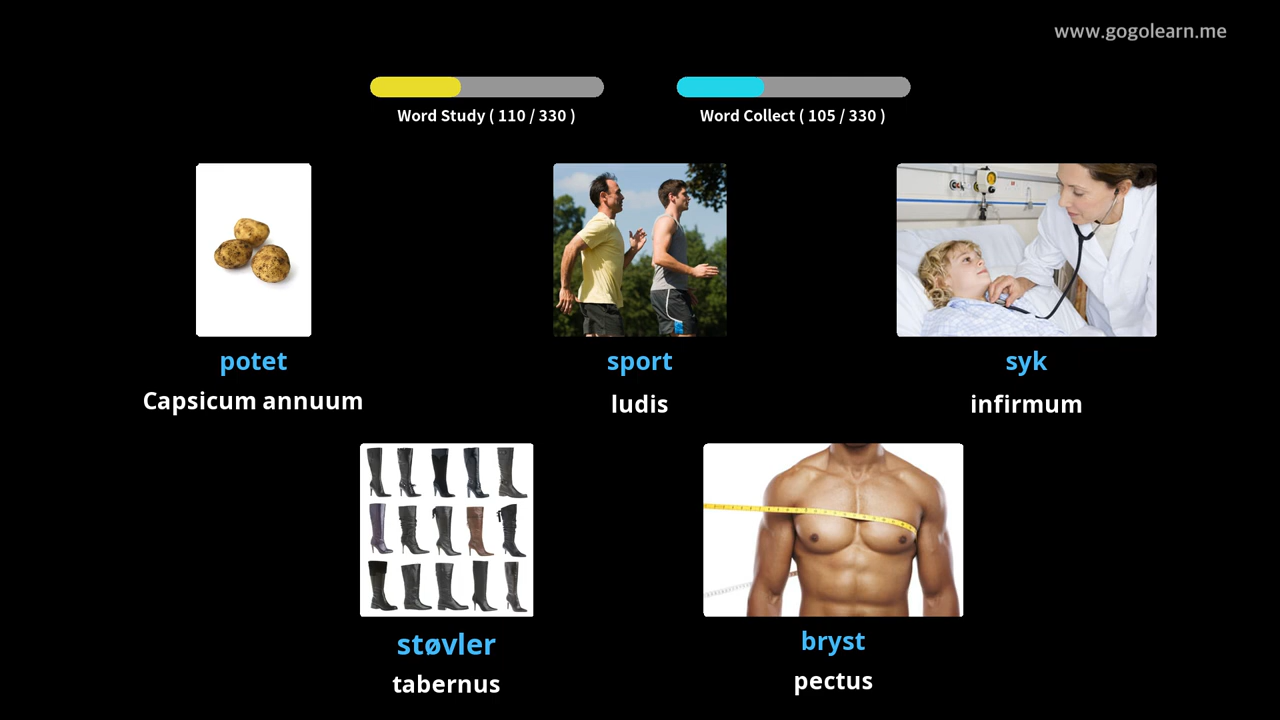 www.gogolearn.me
Word Study ( 110 / 330 )
Word Collect ( 105 / 330 )
potet
Capsicum annuum
sport
ludis
syk
infirmum
støvler
tabernus
bryst
pectus